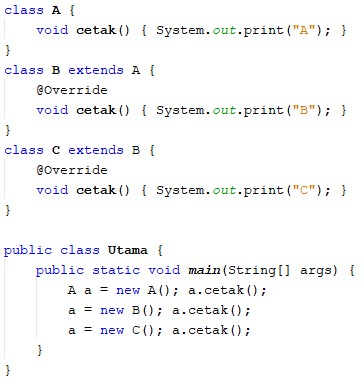 class A {
    void cetak() { System.out.print("A"); }
}
class B extends A {
    @Override
    void cetak() { System.out.print("B"); }
}
class C extends B {
    @Override
    void cetak() { System.out.print("C"); }
}

public class Utama {
    public static void main(String[] args) {
        A a = new A(); a.cetak();
        a = new B(); a.cetak();
        a = new C(); a.cetak();
    }
}